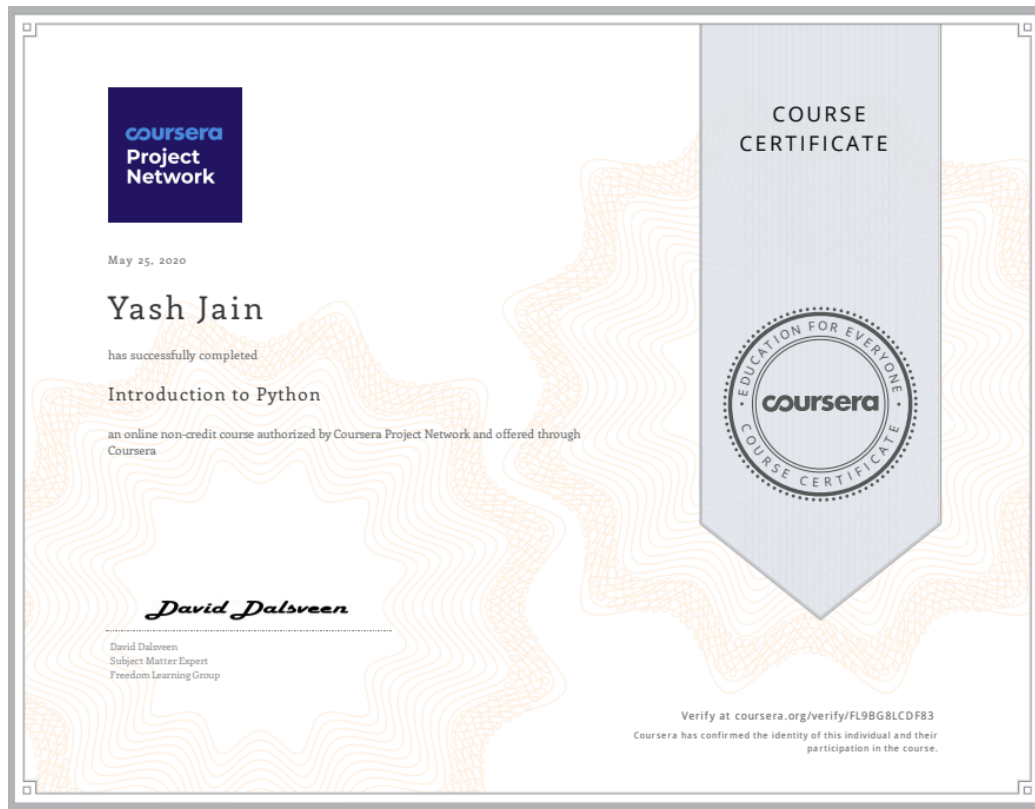 coursera
Project
Network
COURSE
CERTIFICATE
May 25, 2020
Yash Jain
has successfully completed
Introduction to Python
an online non-credit course authorized by Coursera Project Network and offered through
Coursera
EDUCATION FOR EVERYONE
coursera
COURSE CERTIFICATE
David Dalsveen
David Dalsveen
Subject Matter Expert
Freedom Learning Group
Verify at coursera.org/verify/FL9BG8LCDF83
Coursera has confirmed the identity of this individual and their
participation in the course.